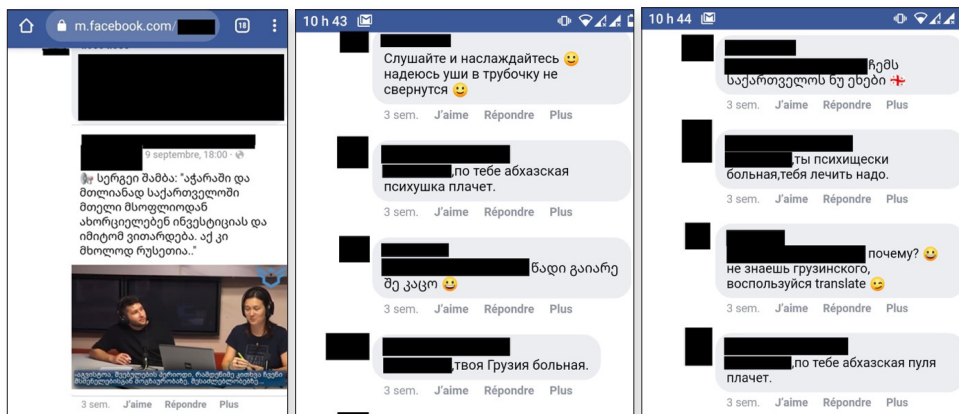 m.facebook.com/
18
9 septembre, 18:00 ·
სერგეი შამბა: "აჭარაში და
მთლიანად საქართველოში
მთელი მსოფლიოდან
ახორციელებენ ინვესტიციას და
იმიტომ ვითარდება. აქ კი
მხოლოდ რუსეთია.."
3 sem. J'aime Répondre Plus
10 h 43
Слушайте и наслаждайтесь 😀
надеюсь уши в трубочку не
свернутся 😀
3 sem. J'aime Répondre Plus
,по тебе абхазская
психушка плачет.
3 sem. J'aime Répondre Plus
წადი გაიარე
შე კაცო 😀
3 sem. J'aime Répondre Plus
,твоя Грузия больная.
3 sem. J'aime Répondre Plus
10 h 44
ჩემს
საქართველოს ნუ ეხები 🇬🇪
3 sem. J'aime Répondre Plus
,ты психищески
больная,тебя лечить надо.
3 sem. J'aime Répondre Plus
почему? 😀
не знаешь грузинского,
воспользуйся translate 😏
3 sem. J'aime Répondre Plus
,по тебе абхазская пуля
плачет.
3 sem. J'aime Répondre Plus